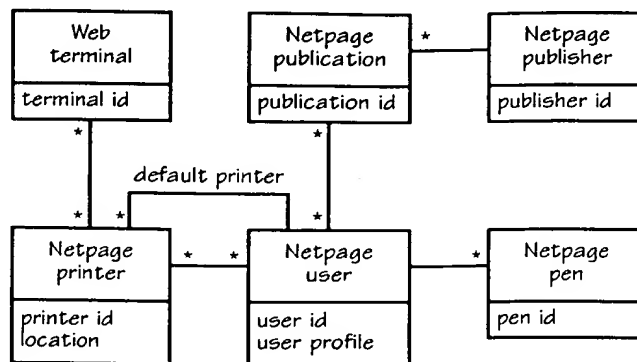 Web
terminal
terminal id
Netpage
publication
publication id
Netpage
publisher
publisher id
*
*
*
default printer
*
*
*
Netpage
printer
printer id
location
*
*
Netpage
user
user id
user profile
*
Netpage
pen
pen id